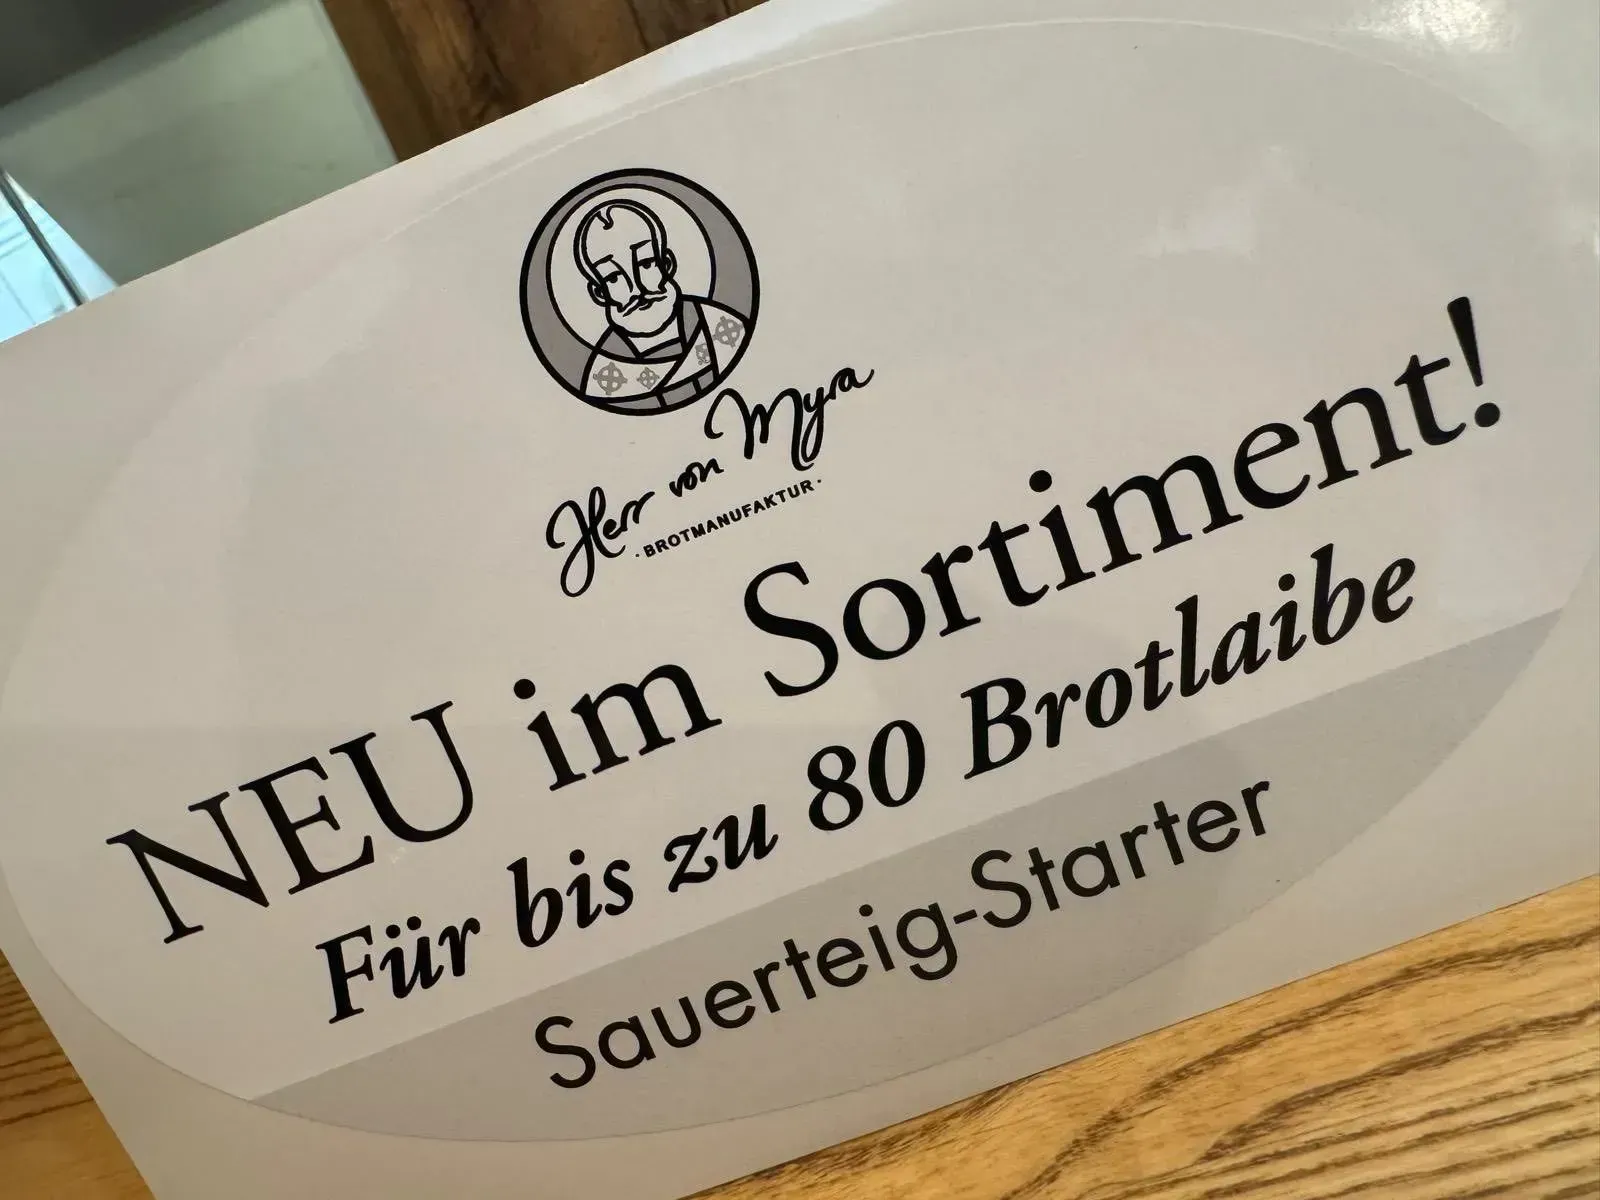 Herr von Myra
·BROTMANUFAKTUR·
NEU im Sortiment!
Für bis zu 80 Brotlaibe
Sauerteig-Starter